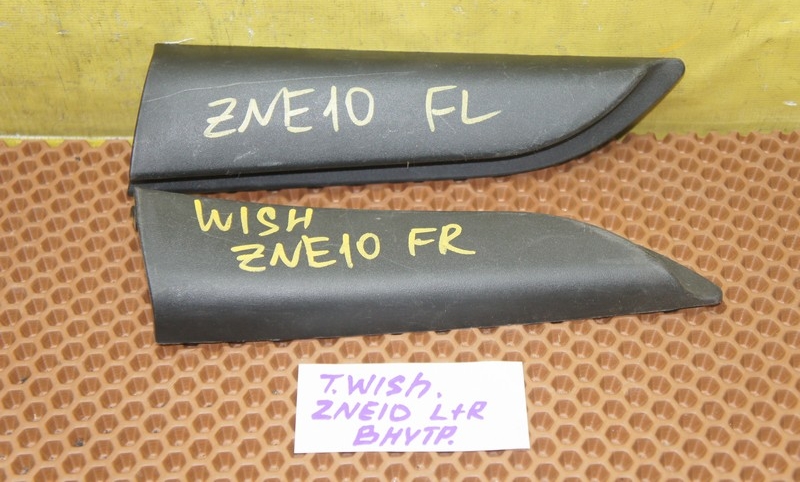 ZNE10 FL
WISH
ZNE10 FR
T.WISH.
ZNE10 L+R
ВНУТР.